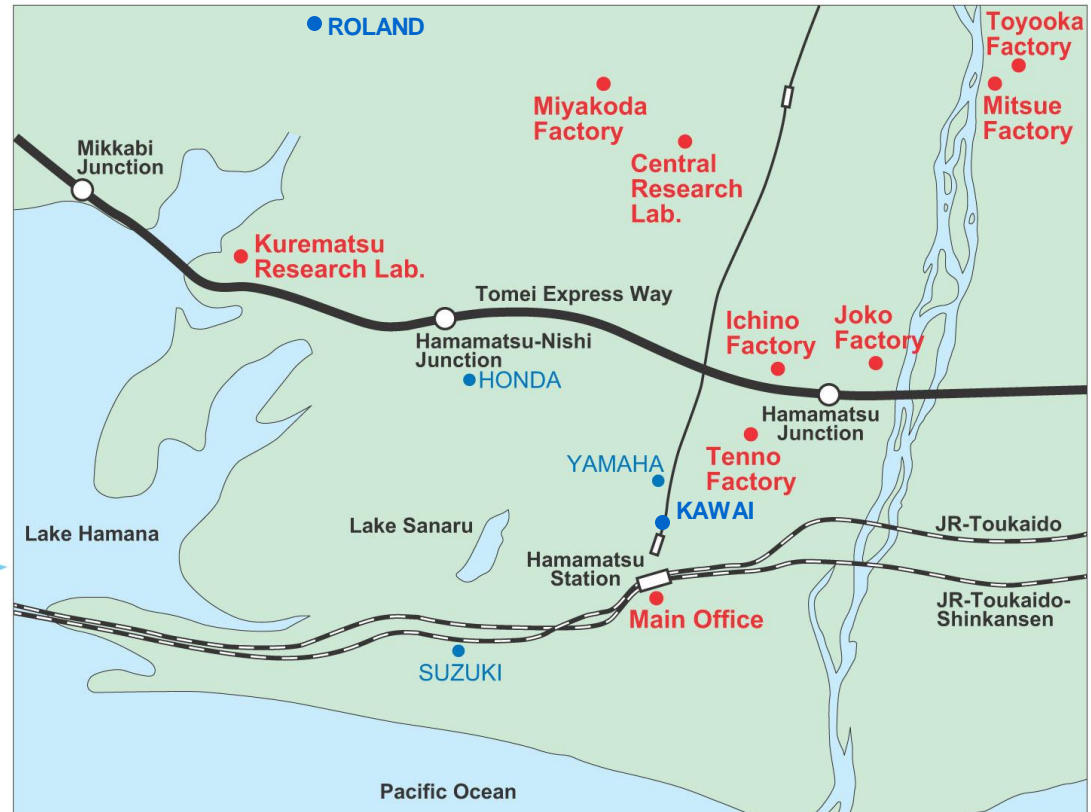 ROLAND
Toyooka
Factory
Mitsue
Factory
Miyakoda
Factory
Central
Research
Lab.
Mikkabi
Junction
Kurematsu
Research Lab.
Tomei Express Way
Hamamatsu-Nishi
Junction
HONDA
Ichino
Factory
Joko
Factory
Hamamatsu
Junction
Tenno
Factory
YAMAHA
KAWAI
Lake Hamana
Lake Sanaru
Hamamatsu
Station
JR-Toukaido
JR-Toukaido-
Shinkansen
Main Office
SUZUKI
Pacific Ocean